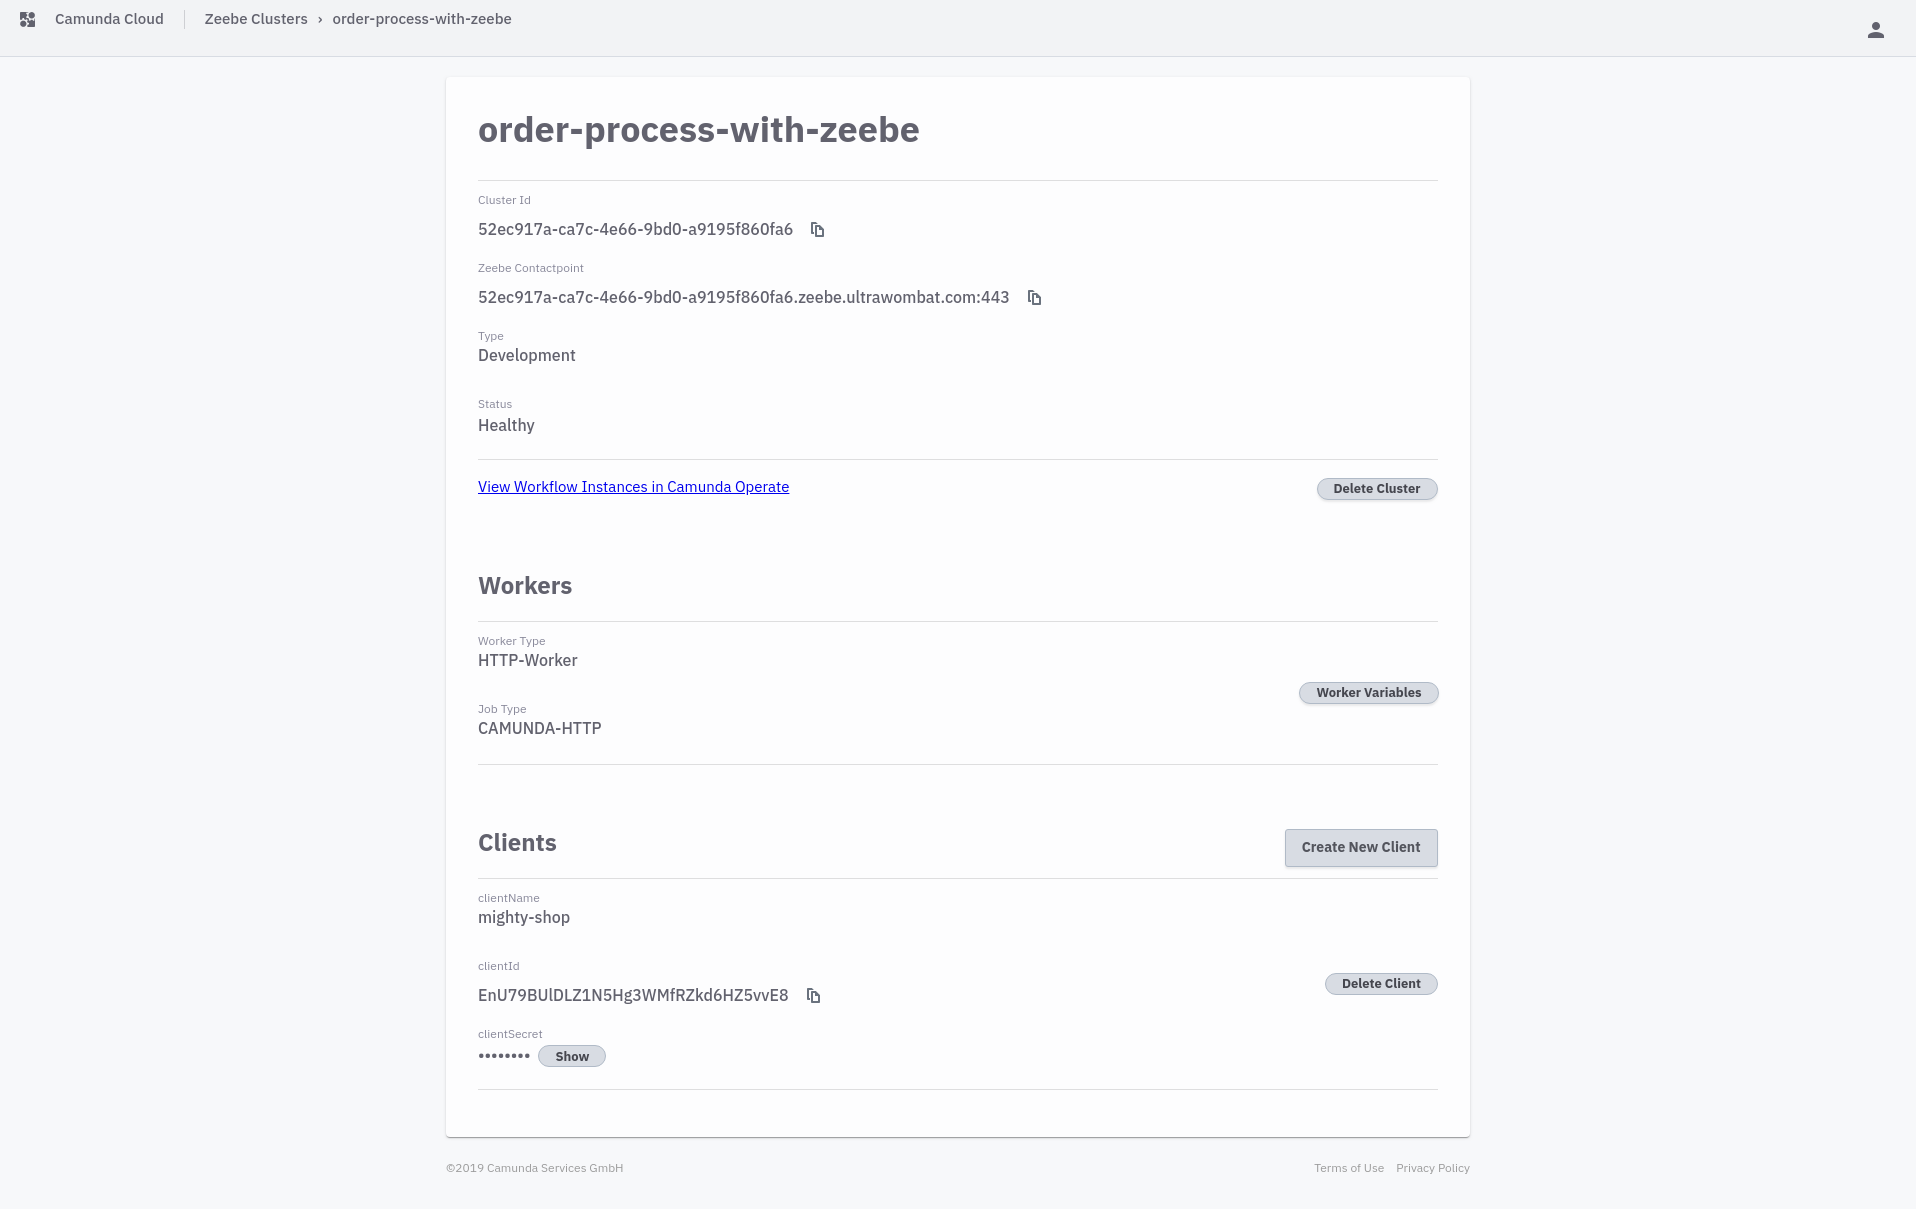 Camunda Cloud
Zeebe Clusters › order-process-with-zeebe
order-process-with-zeebe
Cluster Id
52ec917a-ca7c-4e66-9bd0-a9195f860fa6
Zeebe Contactpoint
52ec917a-ca7c-4e66-9bd0-a9195f860fa6.zeebe.ultrawombat.com:443
Type
Development
Status
Healthy
View Workflow Instances in Camunda Operate
Delete Cluster
Workers
Worker Type
HTTP-Worker
Worker Variables
Job Type
CAMUNDA-HTTP
Clients
Create New Client
clientName
mighty-shop
clientId
EnU79BUlDLZ1N5Hg3WMfRZkd6HZ5vvE8
Delete Client
clientSecret
•••••••• Show
©2019 Camunda Services GmbH
Terms of Use Privacy Policy